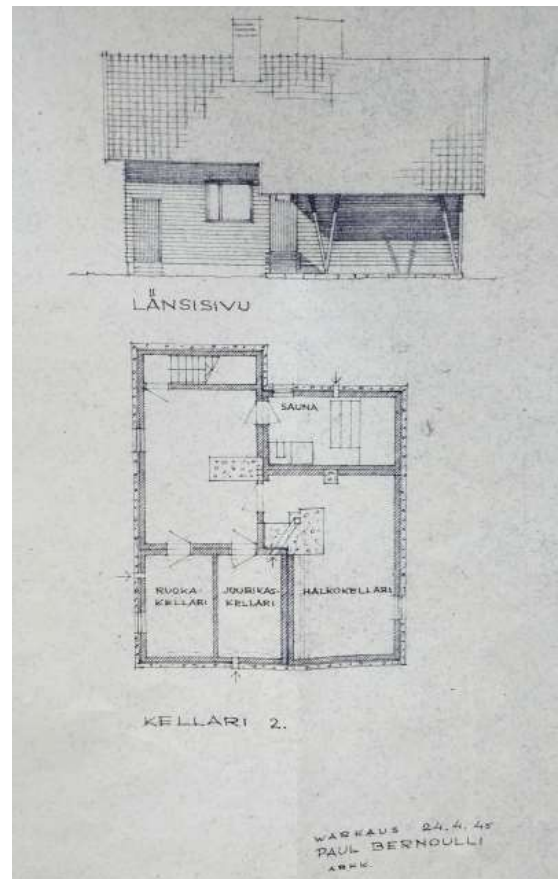 LÄNSISIVU
SAUNA
RUOKA-
KELLARI
JUURIKAS-
KELLARI
HALKOKELLARI
KELLARI 2.
WARKAUS 24.4.45
PAUL BERNOULLI
ARKK.